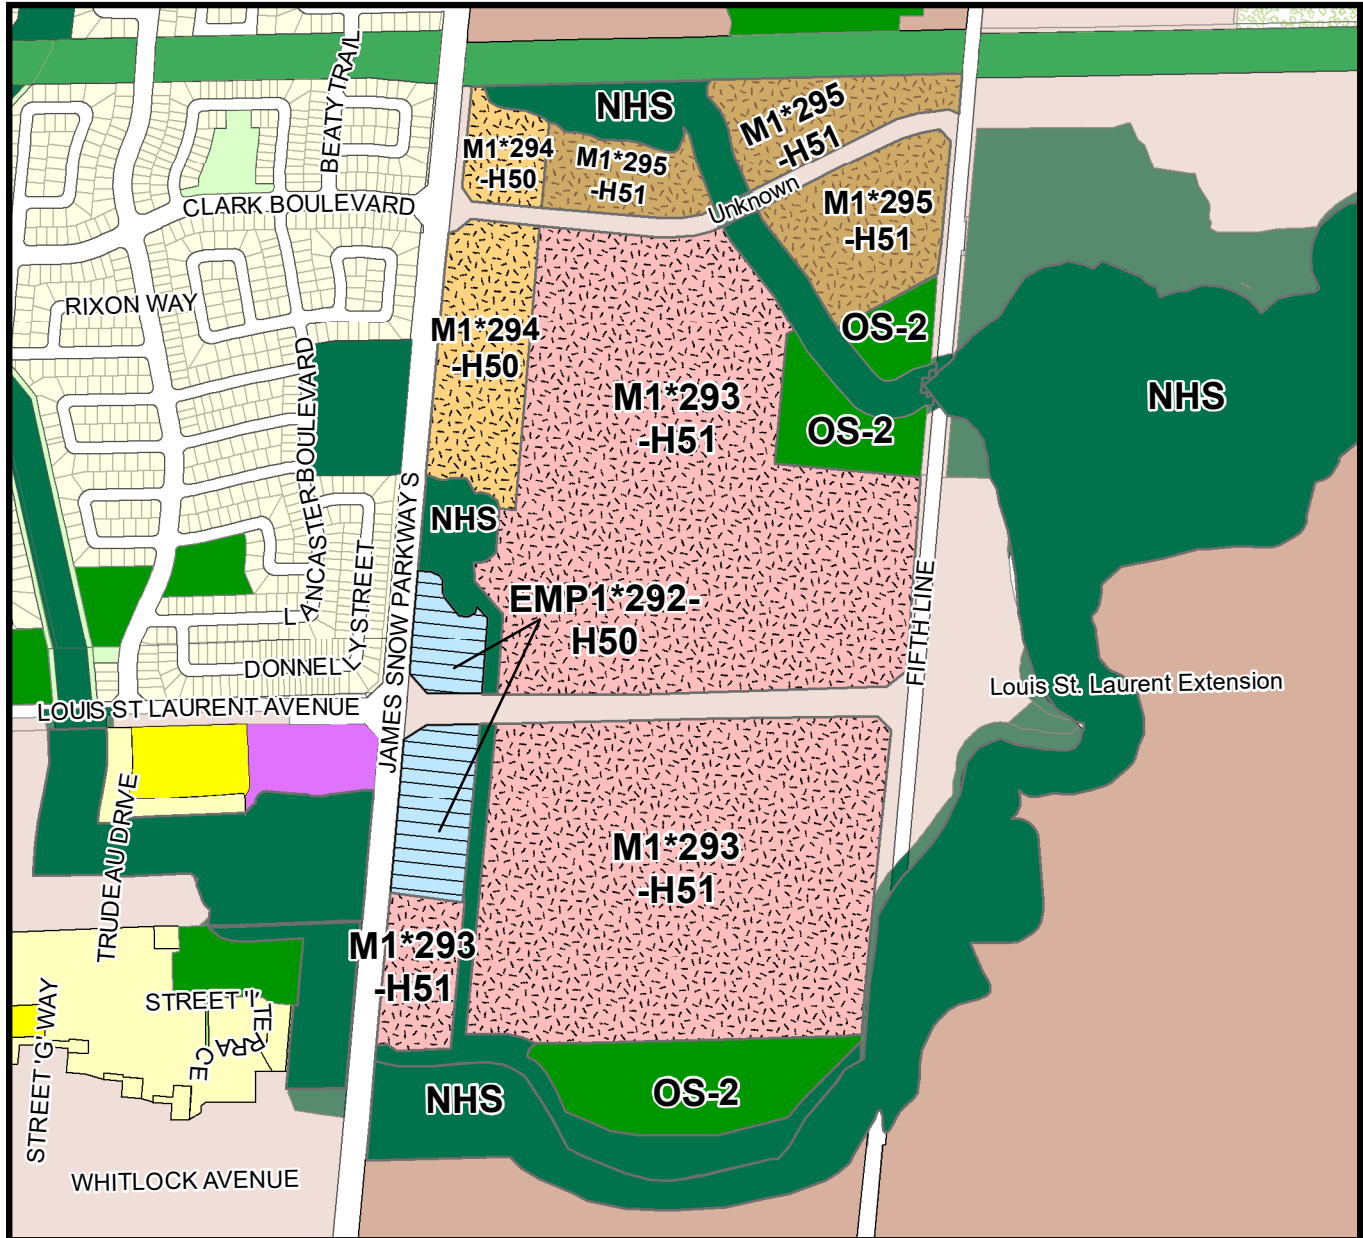 BEATY TRAIL
NHS
M1*295
-H51
M1*294
-H50
M1*295
-H51
Unknown
M1*295
-H51
CLARK BOULEVARD
RIXON WAY
M1*294
-H50
OS-2
LANCASTER BOULEVARD
M1*293
-H51
OS-2
NHS
NHS
JAMES SNOW PARKWAY S
DONNELLY STREET
EMP1*292-
H50
FIFTH LINE
Louis St. Laurent Extension
LOUIS ST LAURENT AVENUE
TRUDEAU DRIVE
M1*293
-H51
M1*293
-H51
STREET 'I'
TERRACE
STREET 'G' WAY
NHS
OS-2
WHITLOCK AVENUE